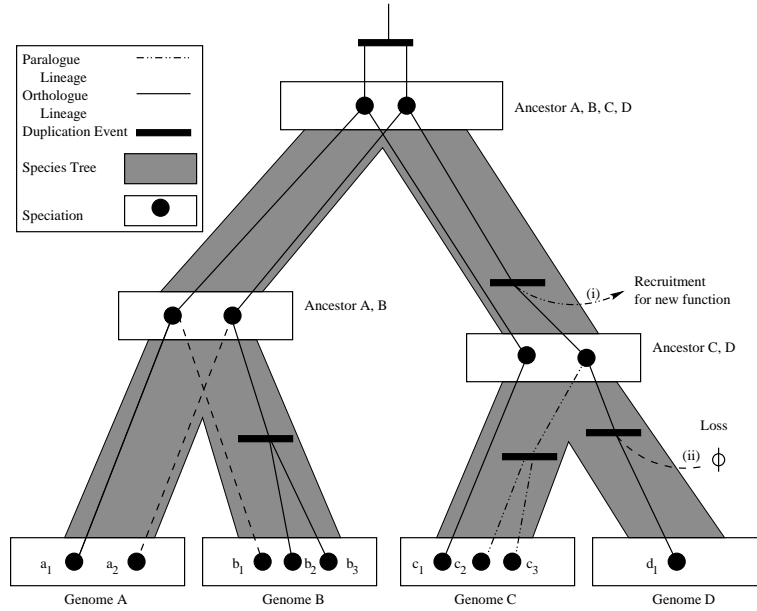 Paralogue
Lineage
Orthologue
Lineage
Duplication Event
Species Tree
Speciation
Ancestor A, B, C, D
(i)
Recruitment
for new function
Ancestor A, B
Ancestor C, D
Loss
(ii)
ϕ
a1
a2
b1
b2
b3
c1
c2
c3
d1
Genome A
Genome B
Genome C
Genome D